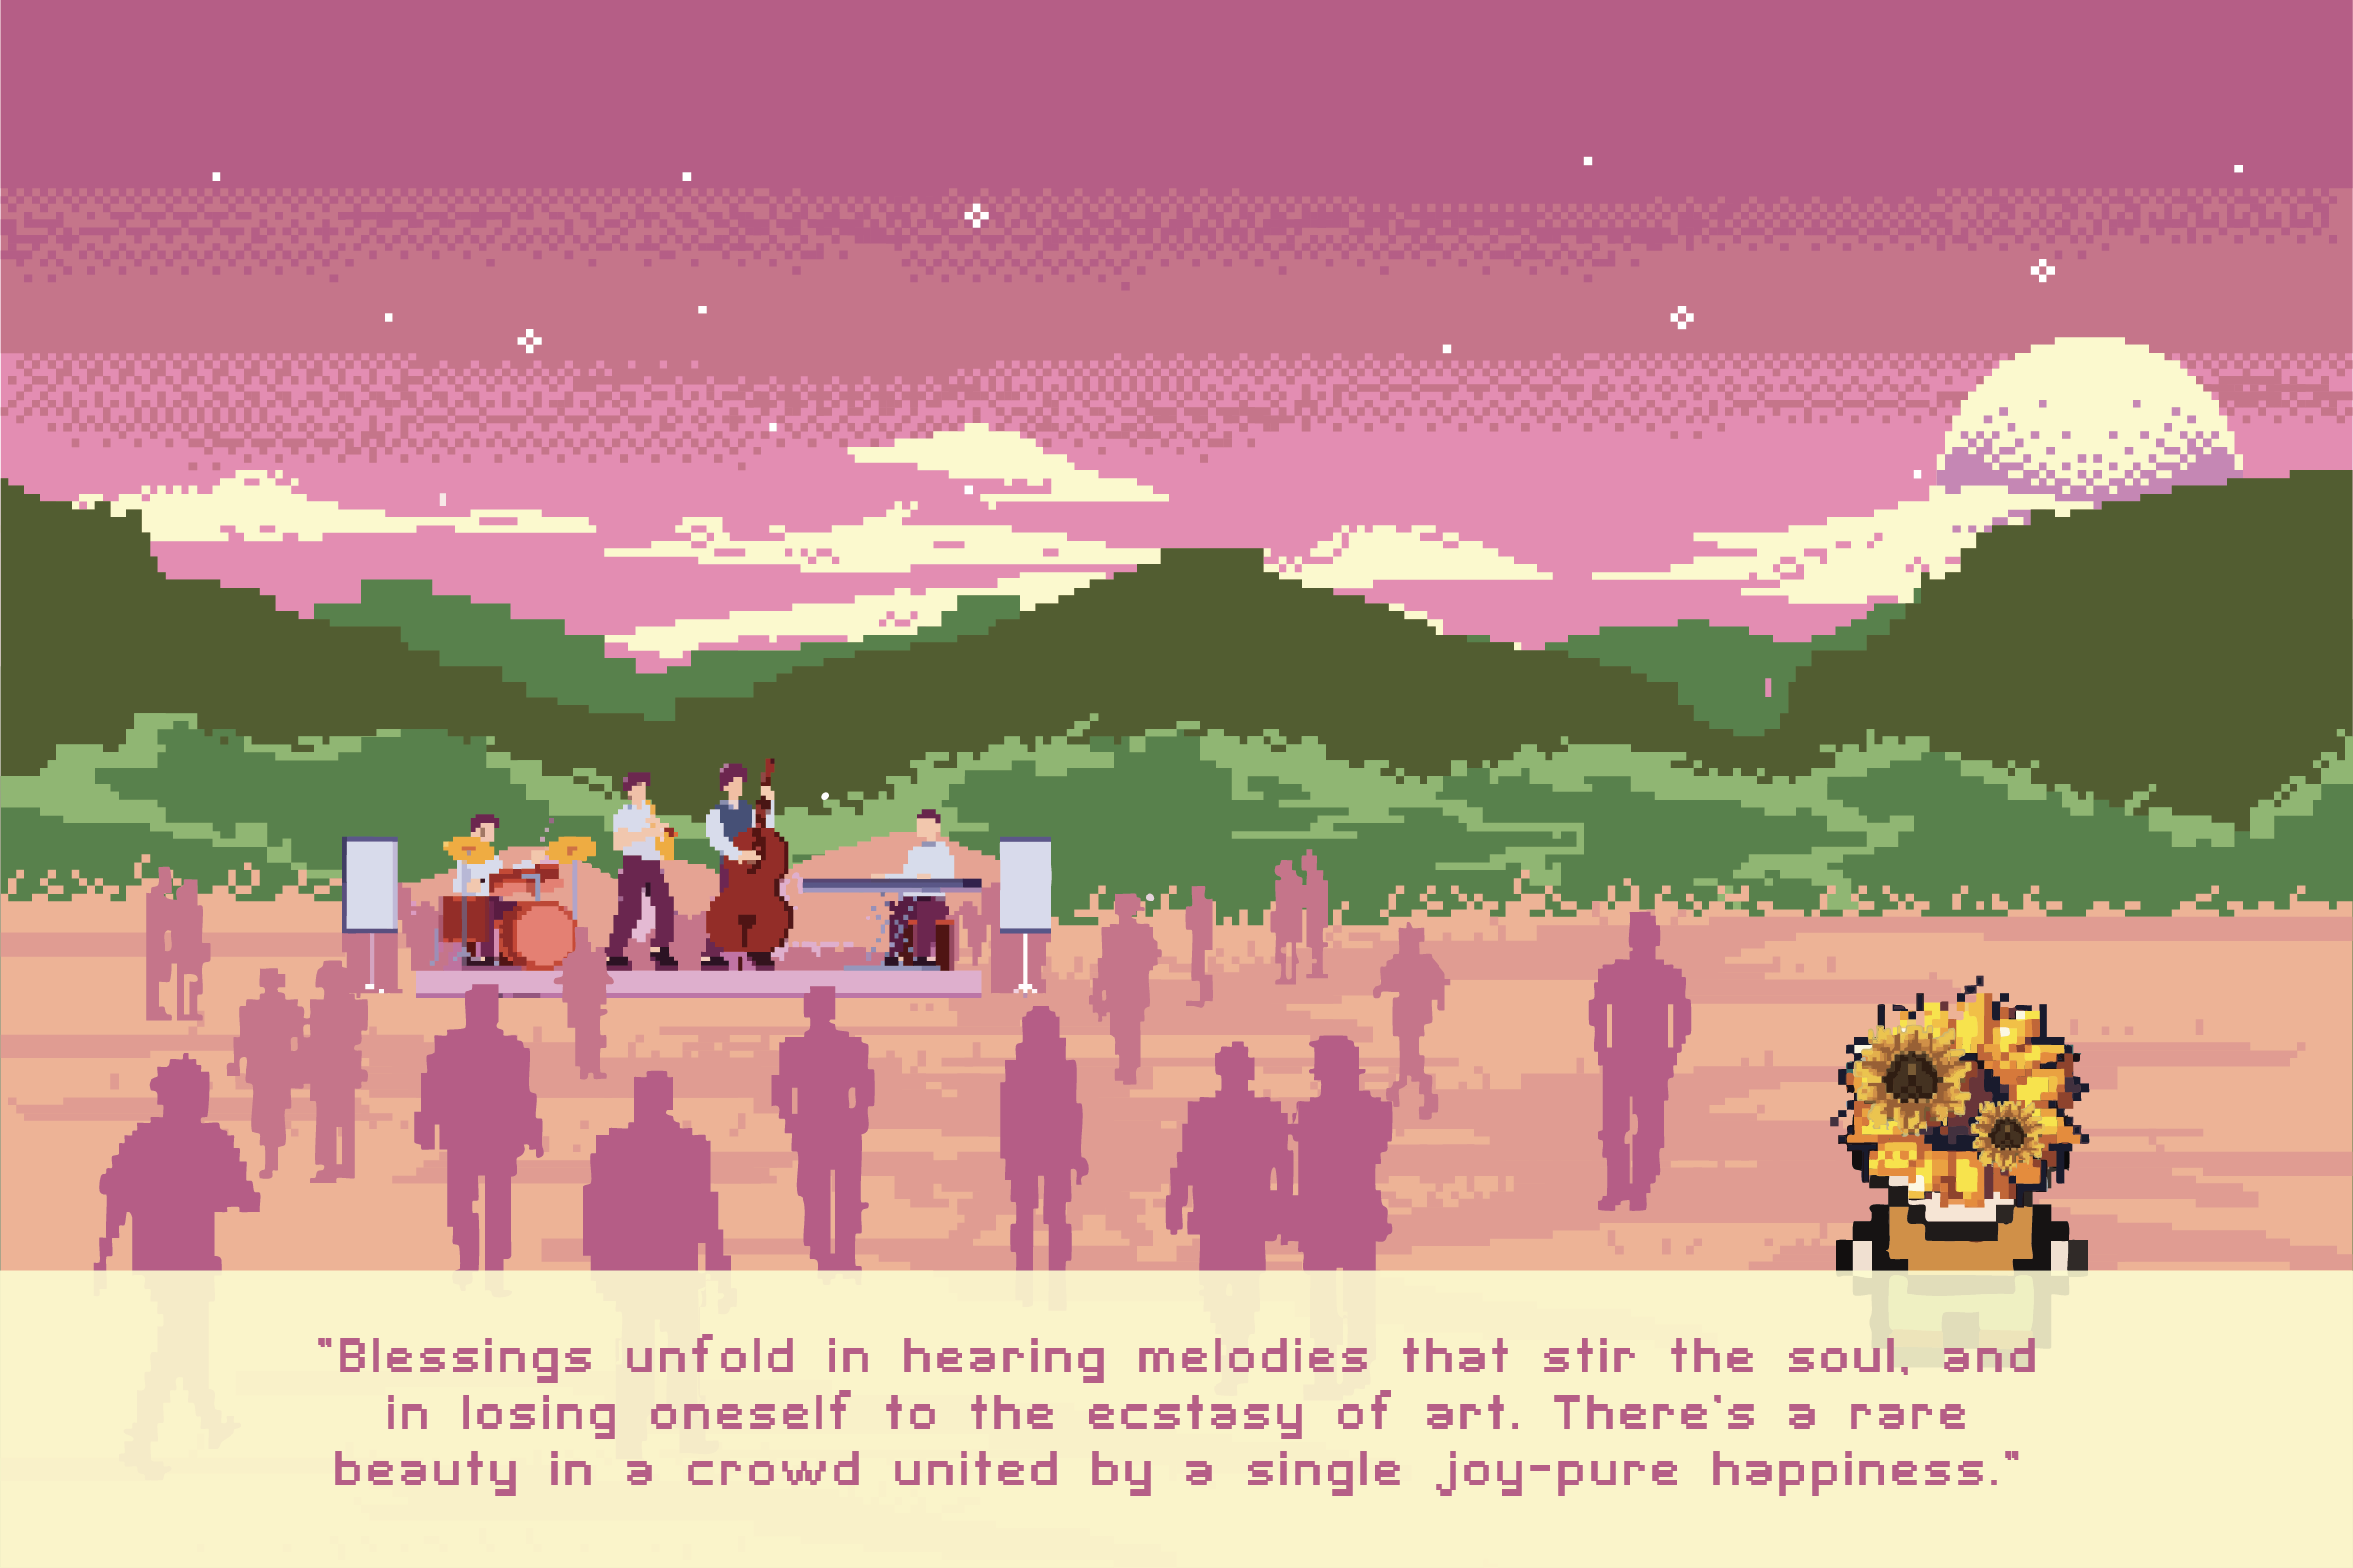 "Blessings unfold in hearing melodies that stir the soul, and
in losing oneself to the ecstasy of art. There's a rare
beauty in a crowd united by a single joy-pure happiness."